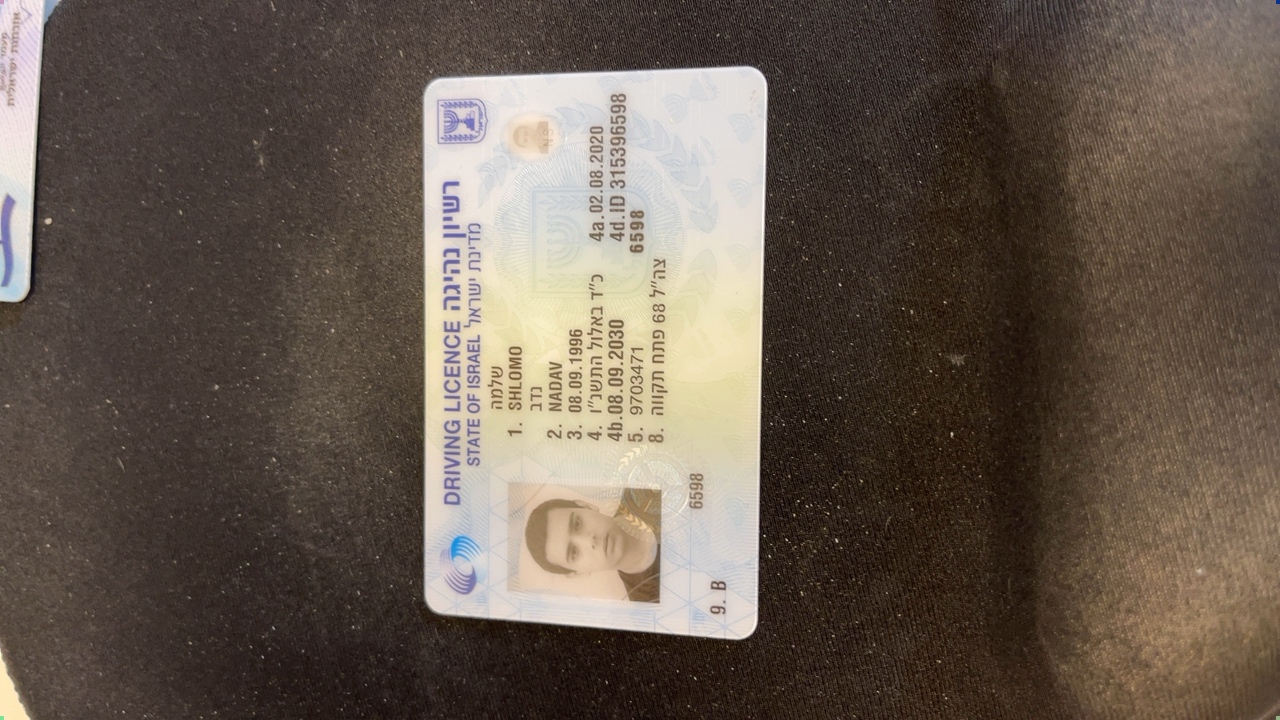 DRIVING LICENCE רשיון נהיגה
STATE OF ISRAEL מדינת ישראל
שלמה
1. SHLOMO
נדב
2. NADAV
3. 08.09.1996
4. כ"ד באלול התשנ"ו 4a.02.08.2020
4b.08.09.2030 4d.ID 315396598
5. 9703471 6598
8. צה"ל 68 פתח תקווה
6598
9. B